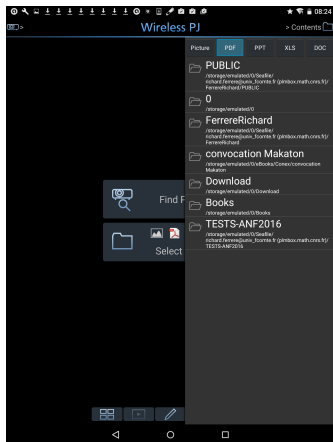 08:24
Wireless PJ
> Contents
Picture PDF PPT XLS DOC
PUBLIC
/storage/emulated/0/Seafile/
richard.ferrere@univ_fcomte.fr (plmbox.math.cnrs.fr)/
FerrereRichard/PUBLIC
0
/storage/emulated/0
FerrereRichard
/storage/emulated/0/Seafile/
richard.ferrere@univ_fcomte.fr (plmbox.math.cnrs.fr)/
FerrereRichard
convocation Makaton
/storage/emulated/0/eBooks/Conex/convocation
Makaton
Download
/storage/emulated/0/Download
Books
/storage/emulated/0/Books
TESTS-ANF2016
/storage/emulated/0/Seafile/
richard.ferrere@univ_fcomte.fr (plmbox.math.cnrs.fr)/
TESTS-ANF2016
Find P
Select